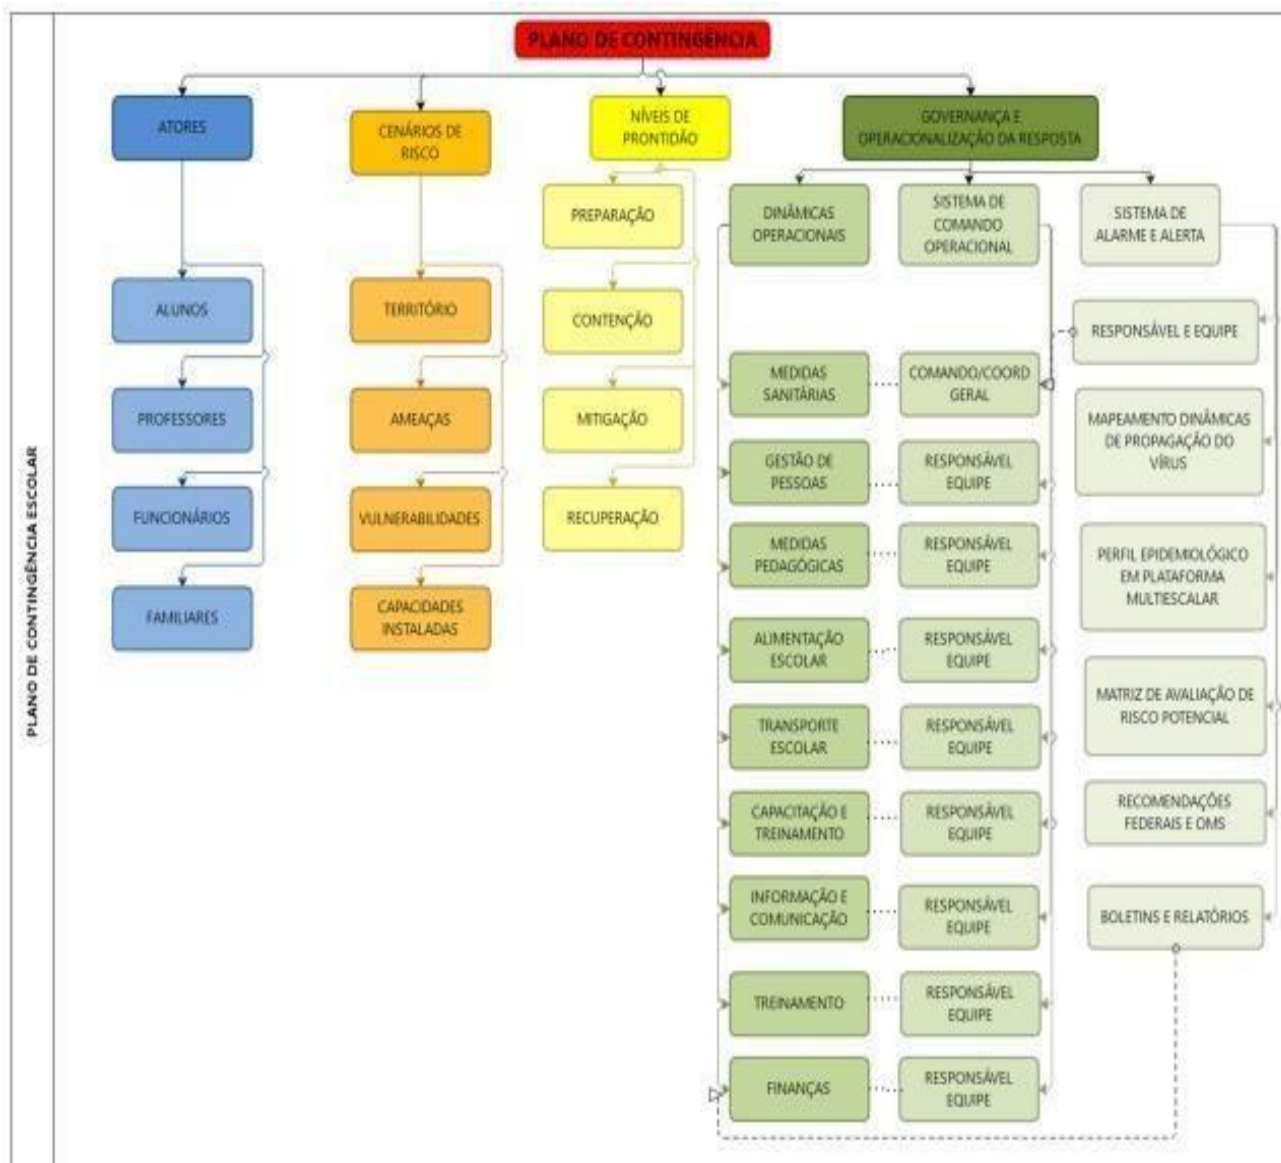 PLANO DE CONTINGÊNCIA ESCOLAR
PLANO DE CONTINGÊNCIA
ATORES
ALUNOS
PROFESSORES
FUNCIONÁRIOS
FAMILIARES
CENÁRIOS DE
RISCO
TERRITÓRIO
AMEAÇAS
VULNERABILIDADES
CAPACIDADES
INSTALADAS
NÍVEIS DE
PRONTIDÃO
PREPARAÇÃO
CONTENÇÃO
MITIGAÇÃO
RECUPERAÇÃO
GOVERNANÇA E
OPERACIONALIZAÇÃO DA RESPOSTA
DINÂMICAS
OPERACIONAIS
MEDIDAS
SANITÁRIAS
GESTÃO DE
PESSOAS
MEDIDAS
PEDAGÓGICAS
ALIMENTAÇÃO
ESCOLAR
TRANSPORTE
ESCOLAR
CAPACITAÇÃO E
TREINAMENTO
INFORMAÇÃO E
COMUNICAÇÃO
TREINAMENTO
FINANÇAS
SISTEMA DE
COMANDO
OPERACIONAL
COMANDO/COORD
GERAL
RESPONSÁVEL
EQUIPE
RESPONSÁVEL
EQUIPE
RESPONSÁVEL
EQUIPE
RESPONSÁVEL
EQUIPE
RESPONSÁVEL
EQUIPE
RESPONSÁVEL
EQUIPE
RESPONSÁVEL
EQUIPE
RESPONSÁVEL
EQUIPE
SISTEMA DE
ALARME E ALERTA
RESPONSÁVEL E EQUIPE
MAPEAMENTO DINÂMICAS
DE PROPAGAÇÃO DO
VÍRUS
PERFIL EPIDEMIOLÓGICO
EM PLATAFORMA
MULTIESCALAR
MATRIZ DE AVALIAÇÃO DE
RISCO POTENCIAL
RECOMENDAÇÕES
FEDERAIS E OMS
BOLETINS E RELATÓRIOS